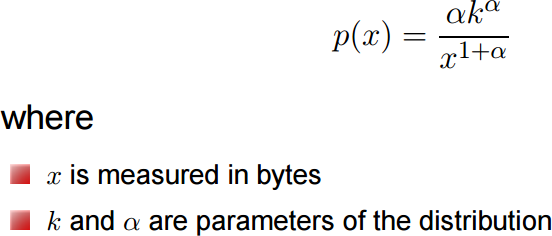 p(x) = αk^α / x^{1+α}
where
x is measured in bytes
k and α are parameters of the distribution